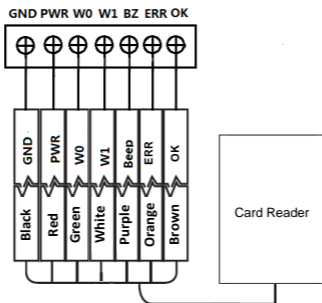 GND PWR W0 W1 BZ ERR OK
GND
PWR
W0
W1
Beep
ERR
OK
Black
Red
Green
White
Purple
Orange
Brown
Card Reader